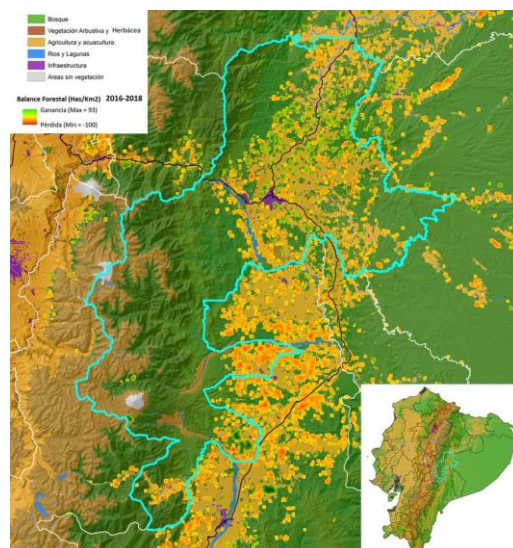 Bosque
Vegetación Arbustiva y Herbácea
Agricultura y acuacultura.
Rios y Lagunas
Infraestructura
Áreas sin vegetación
Balance Forestal (Has/Km2) 2016-2018
Ganancia (Max = 93)
Pérdida (Min = -100)